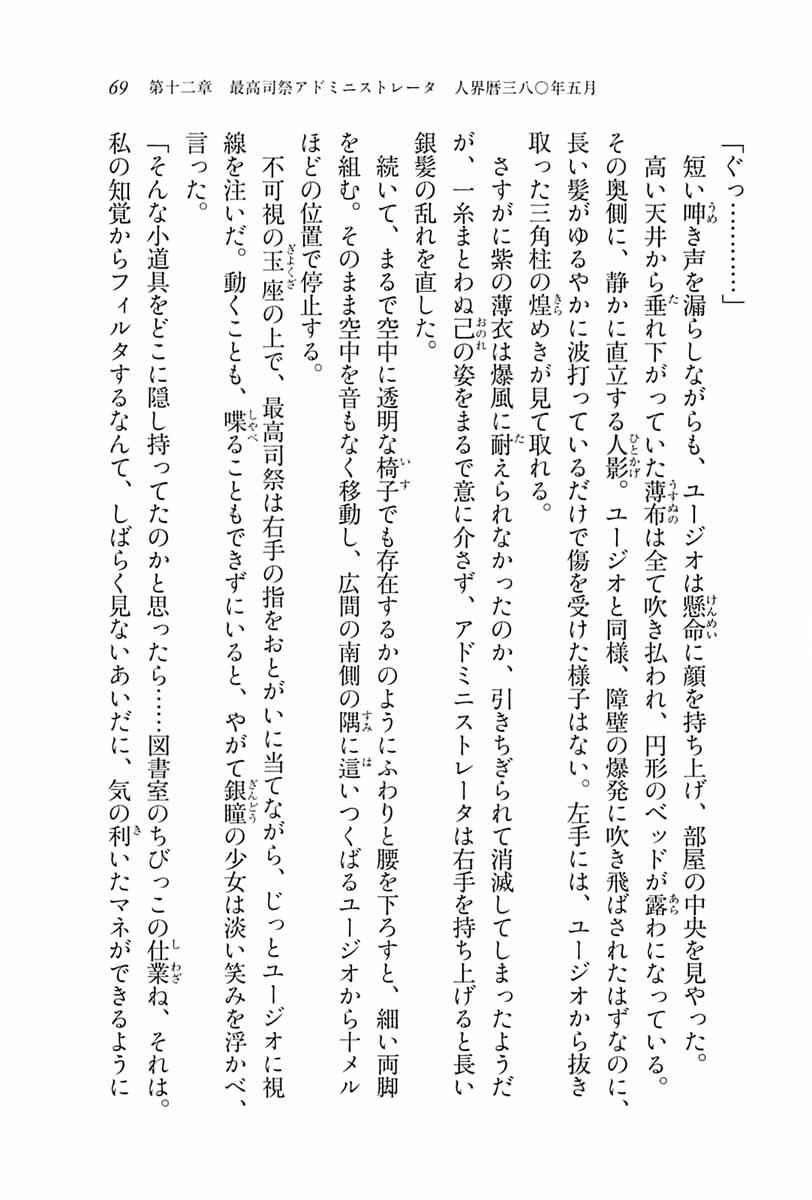 69　第十二章　最高司祭アドミニストレータ　人界暦三八〇年五月
「ぐっ…………」
　短い呻き声を漏らしながらも、ユージオは懸命に顔を持ち上げ、部屋の中央を見やった。
　高い天井から垂れ下がっていた薄布は全て吹き払われ、円形のベッドが露わになっている。
その奥側に、静かに直立する人影。ユージオと同様、障壁の爆発に吹き飛ばされたはずなのに、
長い髪がゆるやかに波打っているだけで傷を受けた様子はない。左手には、ユージオから抜き
取った三角柱の煌めきが見て取れる。
　さすがに紫の薄衣は爆風に耐えられなかったのか、引きちぎられて消滅してしまったようだ
が、一糸まとわぬ己の姿をまるで意に介さず、アドミニストレータは右手を持ち上げると長い
銀髪の乱れを直した。
　続いて、まるで空中に透明な椅子でも存在するかのようにふわりと腰を下ろすと、細い両脚
を組む。そのまま空中を音もなく移動し、広間の南側の隅に這いつくばるユージオから十メル
ほどの位置で停止する。
　不可視の玉座の上で、最高司祭は右手の指をおとがいに当てながら、じっとユージオに視
線を注いだ。動くことも、喋ることもできずにいると、やがて銀瞳の少女は淡い笑みを浮かべ、
言った。
「そんな小道具をどこに隠し持ってたのかと思ったら……図書室のちびっこの仕業ね、それは。
私の知覚からフィルタするなんて、しばらく見ないあいだに、気の利いたマネができるように